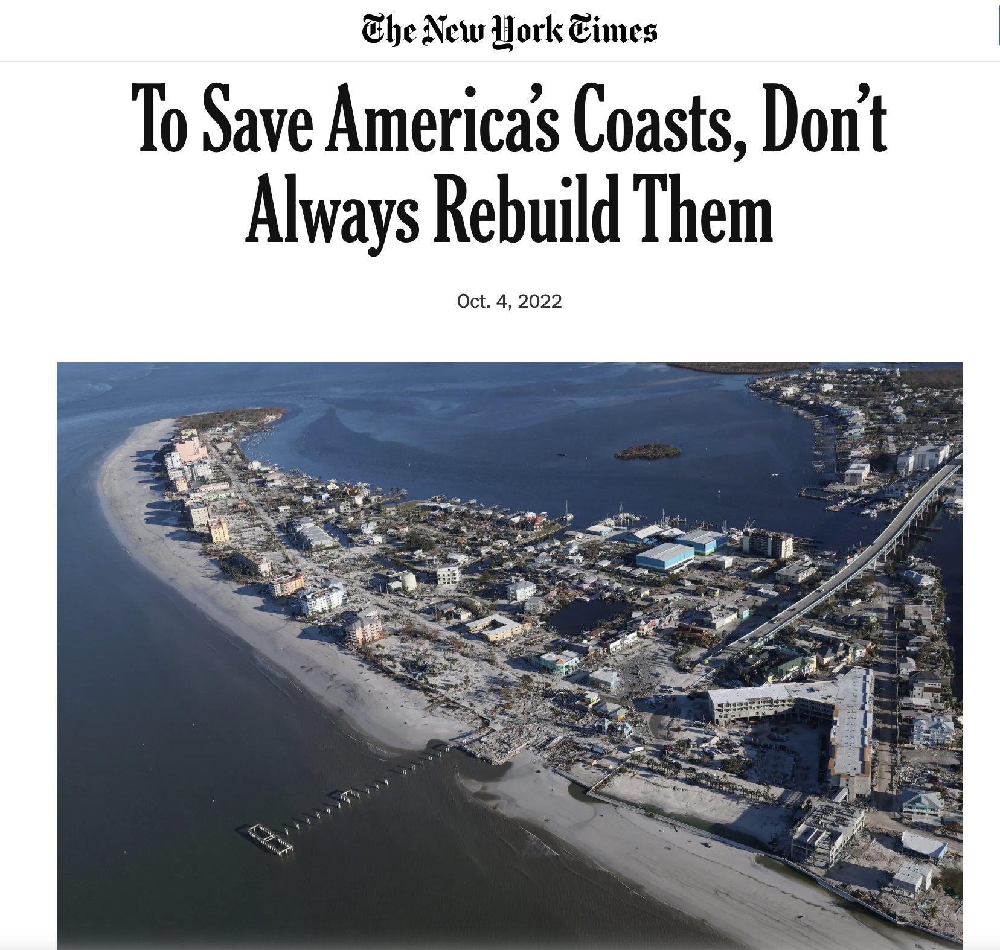 The New York Times
To Save America’s Coasts, Don’t
Always Rebuild Them
Oct. 4, 2022